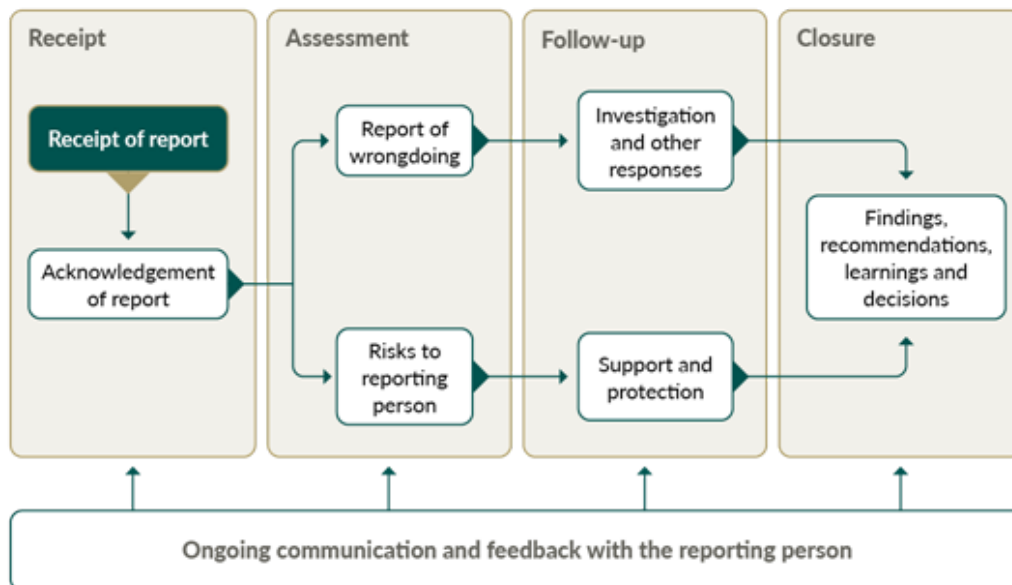 Receipt
Receipt of report
Acknowledgement
of report
Assessment
Report of
wrongdoing
Risks to
reporting
person
Follow-up
Investigation
and other
responses
Support and
protection
Closure
Findings,
recommendations,
learnings and
decisions
Ongoing communication and feedback with the reporting person